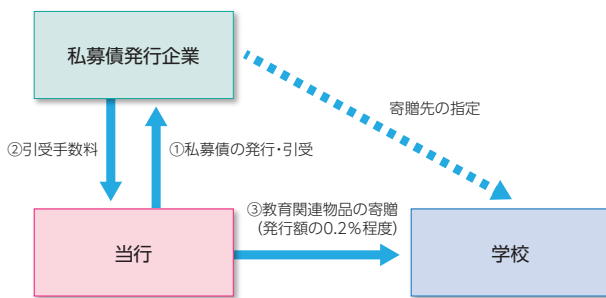 私募債発行企業
寄贈先の指定
②引受手数料
①私募債の発行・引受
③教育関連物品の寄贈
(発行額の0.2%程度)
当行
学校